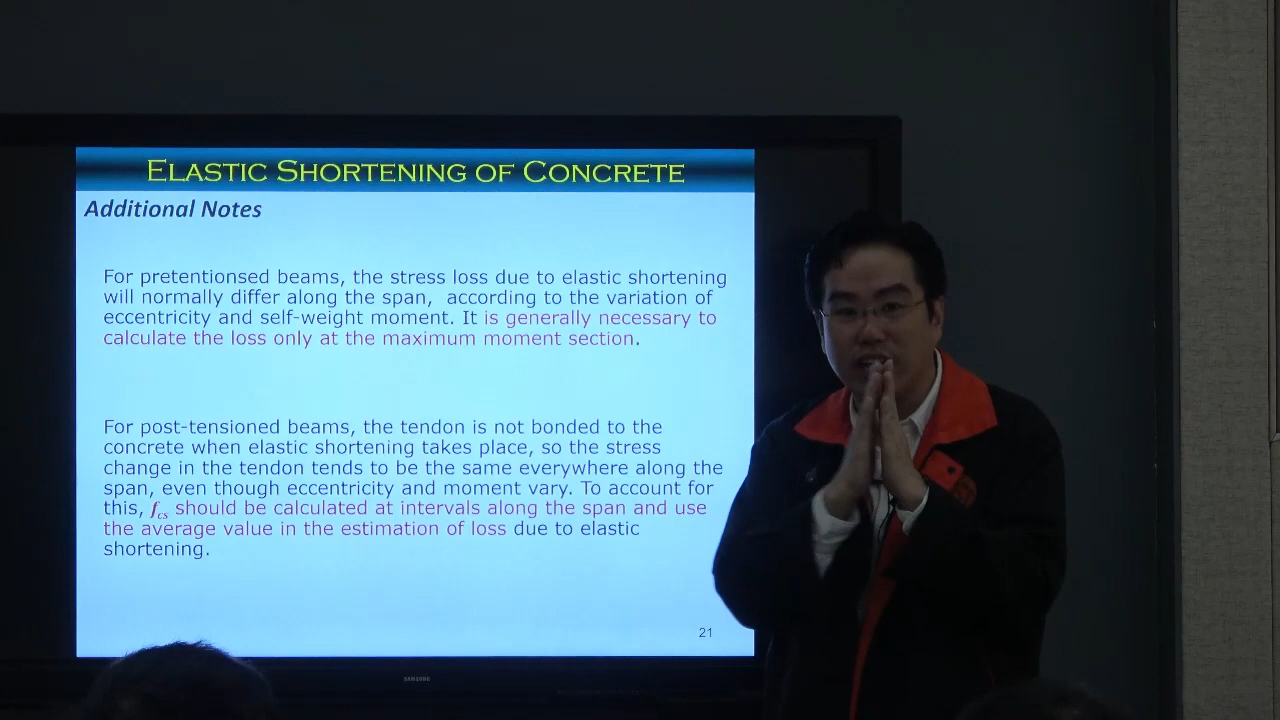 ELASTIC SHORTENING OF CONCRETE
Additional Notes
For pretentionsed beams, the stress loss due to elastic shortening
will normally differ along the span, according to the variation of
eccentricity and self-weight moment. It is generally necessary to
calculate the loss only at the maximum moment section.
For post-tensioned beams, the tendon is not bonded to the
concrete when elastic shortening takes place, so the stress
change in the tendon tends to be the same everywhere along the
span, even though eccentricity and moment vary. To account for
this, fcs should be calculated at intervals along the span and use
the average value in the estimation of loss due to elastic
shortening.
21
SAMSUNG